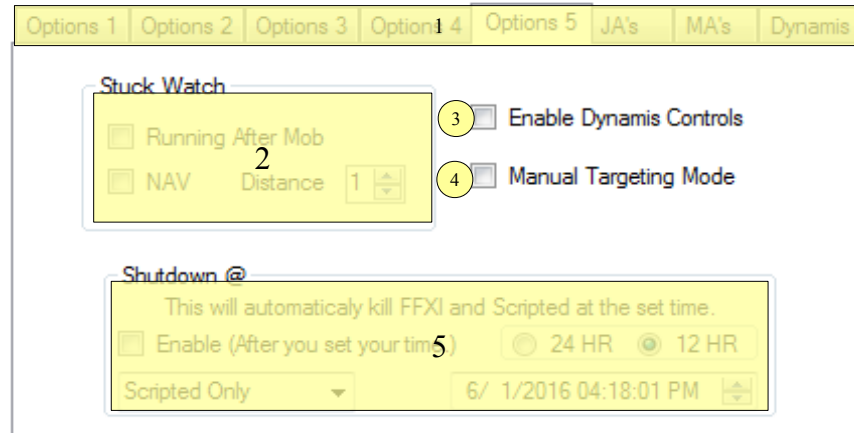 Options 1 Options 2 Options 3 Options 4 Options 5 JA's MA's Dynamis
1
Stuck Watch
Running After Mob
NAV Distance 1
2
3 Enable Dynamis Controls
4 Manual Targeting Mode
Shutdown @
This will automaticaly kill FFXI and Scripted at the set time.
Enable (After you set your time.) 24 HR 12 HR
5
Scripted Only 6/ 1/2016 04:18:01 PM